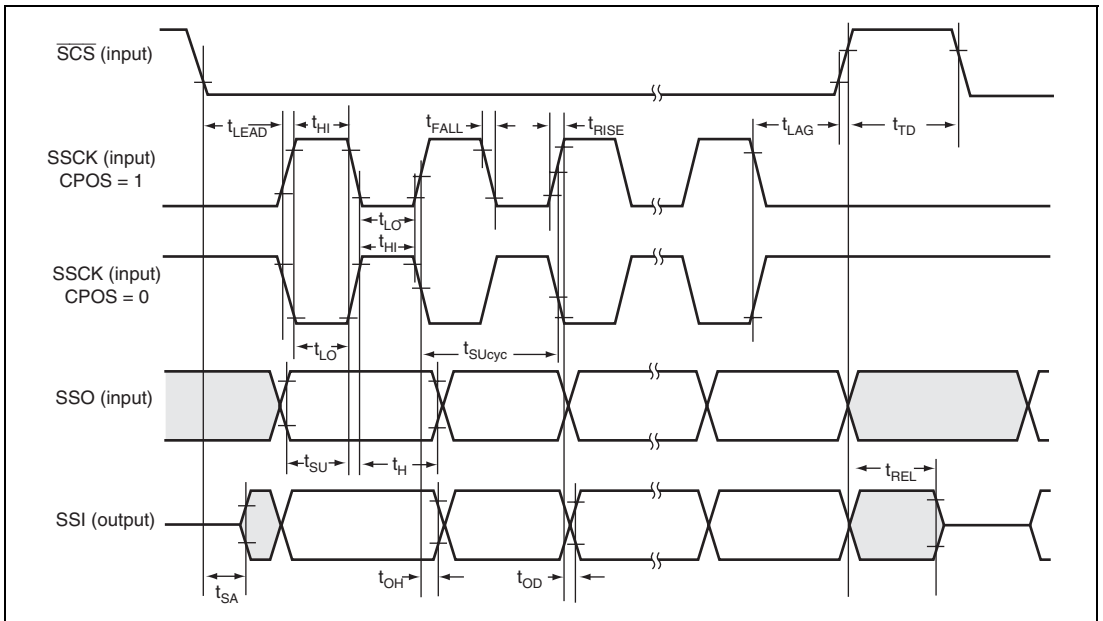 SCS (input)
tLEAD
tHI
tFALL
tRISE
tLAG
tTD
SSCK (input)
CPOS = 1
tLO
tHI
SSCK (input)
CPOS = 0
tLO
tSUcyc
SSO (input)
tSU
tH
tREL
SSI (output)
tSA
tOH
tOD